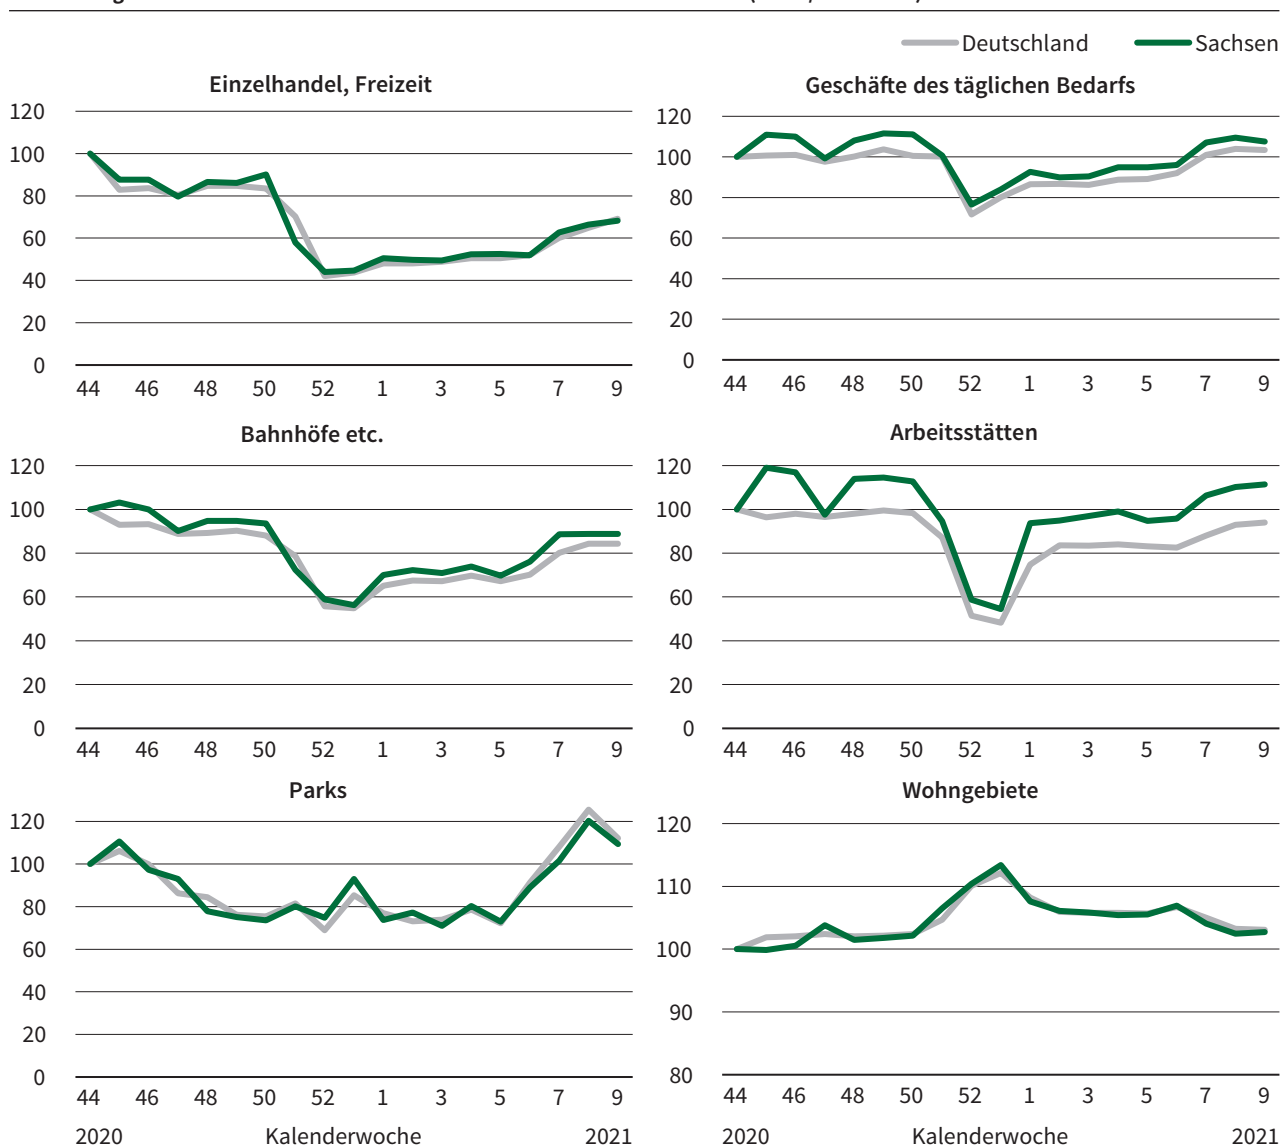 Deutschland Sachsen
Einzelhandel, Freizeit
120
100
80
60
40
20
0
44 46 48 50 52 1 3 5 7 9
Geschäfte des täglichen Bedarfs
120
100
80
60
40
20
0
44 46 48 50 52 1 3 5 7 9
Bahnhöfe etc.
120
100
80
60
40
20
0
44 46 48 50 52 1 3 5 7 9
Arbeitsstätten
120
100
80
60
40
20
0
44 46 48 50 52 1 3 5 7 9
Parks
120
100
80
60
40
20
0
44 46 48 50 52 1 3 5 7 9
2020 Kalenderwoche 2021
Wohngebiete
120
110
100
90
80
44 46 48 50 52 1 3 5 7 9
2020 Kalenderwoche 2021